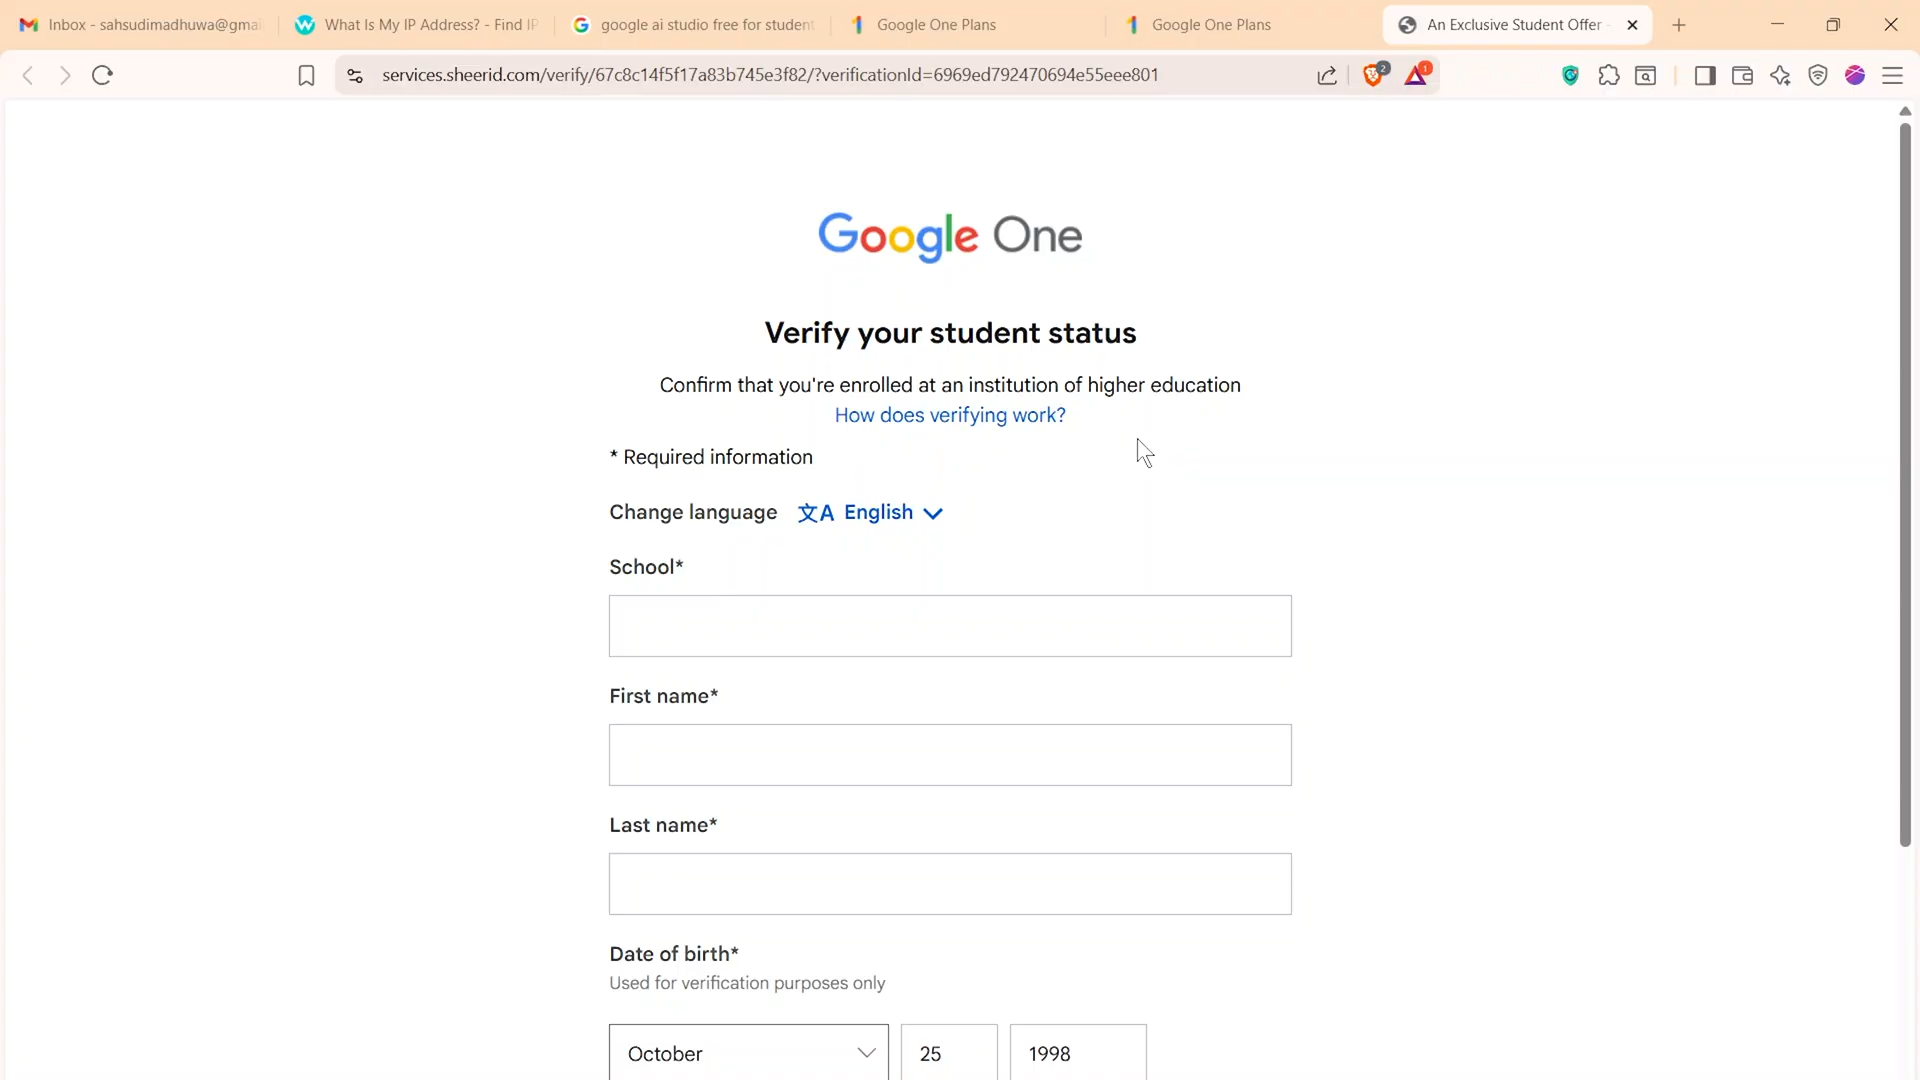 Inbox - sahsudimadhuwa@gmai
What Is My IP Address? - Find IP
google ai studio free for student
Google One Plans
Google One Plans
An Exclusive Student Offer -
services.sheerid.com/verify/67c8c14f5f17a83b745e3f82/?verificationId=6969ed792470694e55eee801
2
1
Google One
Verify your student status
Confirm that you're enrolled at an institution of higher education
How does verifying work?
* Required information
Change language 文A English
School*
First name*
Last name*
Date of birth*
Used for verification purposes only
October 25 1998